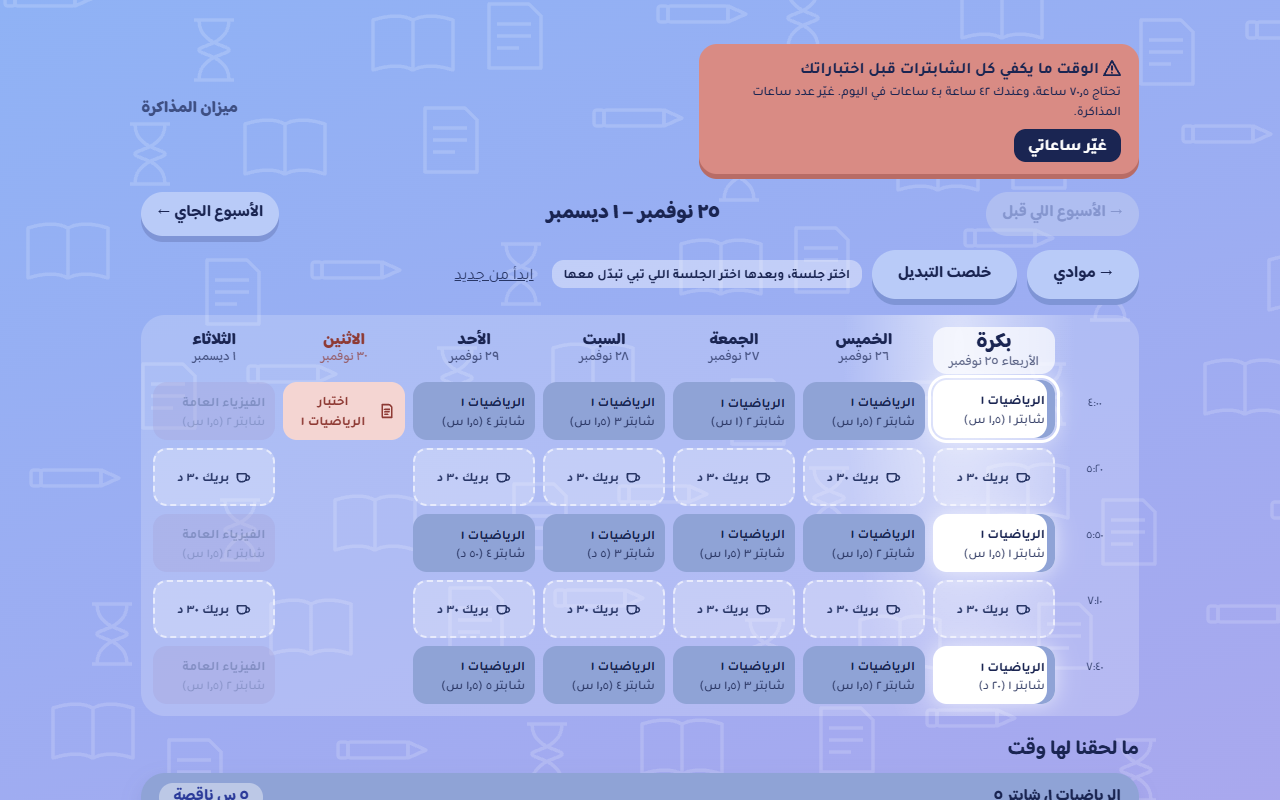 الوقت ما يكفي كل الشابترات قبل اختباراتك
تحتاج ٧٠٫٥ ساعة، وعندك ٤٢ ساعة بـ٤ ساعات في اليوم. غيّر عدد ساعات
المذاكرة.
غيّر ساعاتي
ميزان المذاكرة
→ الأسبوع اللي قبل
٢٥ نوفمبر – ١ ديسمبر
الأسبوع الجاي ←
→ موادي
خلصت التبديل
اختر جلسة، وبعدها اختر الجلسة اللي تبي تبدّل معها
ابدأ من جديد
بكرة
الأربعاء ٢٥ نوفمبر
الخميس
٢٦ نوفمبر
الجمعة
٢٧ نوفمبر
السبت
٢٨ نوفمبر
الأحد
٢٩ نوفمبر
الاثنين
٣٠ نوفمبر
الثلاثاء
١ ديسمبر
٤:٠٠
الرياضيات ١
شابتر ١ (١٫٥ س)
الرياضيات ١
شابتر ٢ (١٫٥ س)
الرياضيات ١
شابتر ٢ (١ س)
الرياضيات ١
شابتر ٣ (١٫٥ س)
الرياضيات ١
شابتر ٤ (١٫٥ س)
اختبار
الرياضيات ١
الفيزياء العامة
شابتر ٢ (١٫٥ س)
٥:٢٠
بريك ٣٠ د
بريك ٣٠ د
بريك ٣٠ د
بريك ٣٠ د
بريك ٣٠ د
بريك ٣٠ د
٥:٥٠
الرياضيات ١
شابتر ١ (١٫٥ س)
الرياضيات ١
شابتر ٢ (١٫٥ س)
الرياضيات ١
شابتر ٣ (١٫٥ س)
الرياضيات ١
شابتر ٣ (٥ د)
الرياضيات ١
شابتر ٤ (٥٠ د)
الفيزياء العامة
شابتر ٢ (١٫٥ س)
٧:١٠
بريك ٣٠ د
بريك ٣٠ د
بريك ٣٠ د
بريك ٣٠ د
بريك ٣٠ د
بريك ٣٠ د
٧:٤٠
الرياضيات ١
شابتر ١ (٢٠ د)
الرياضيات ١
شابتر ٢ (١٫٥ س)
الرياضيات ١
شابتر ٣ (١٫٥ س)
الرياضيات ١
شابتر ٤ (١٫٥ س)
الرياضيات ١
شابتر ٥ (١٫٥ س)
الفيزياء العامة
شابتر ٢ (١٫٥ س)
ما لحقنا لها وقت
الرياضيات ١، شابتر ٥
٥ س ناقصة